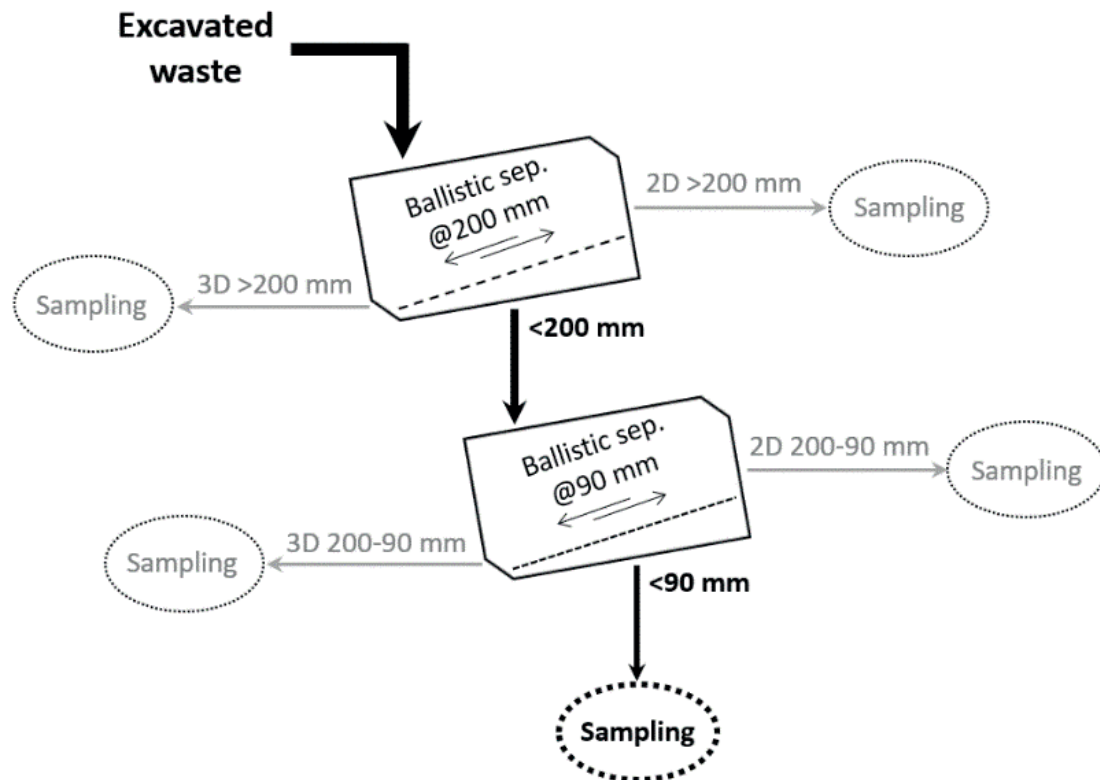 Excavated
waste
Ballistic sep.
@200 mm
2D >200 mm
Sampling
3D >200 mm
Sampling
<200 mm
Ballistic sep.
@90 mm
2D 200-90 mm
Sampling
3D 200-90 mm
Sampling
<90 mm
Sampling